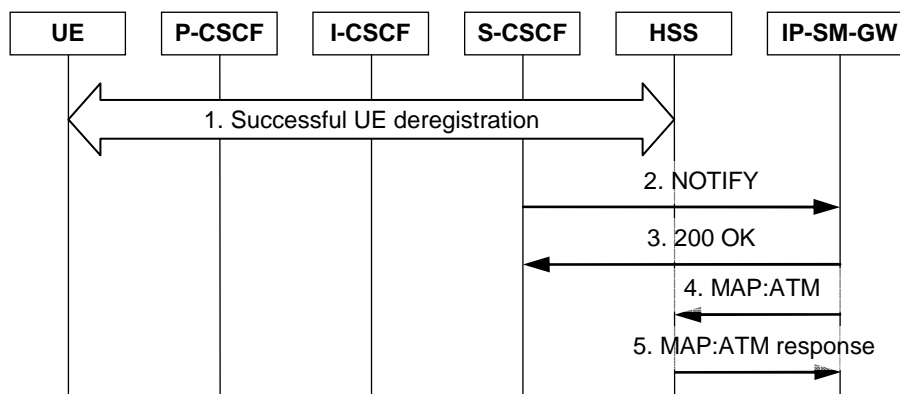 UE P-CSCF I-CSCF S-CSCF HSS IP-SM-GW
1. Successful UE deregistration
2. NOTIFY
3. 200 OK
4. MAP:ATM
5. MAP:ATM response